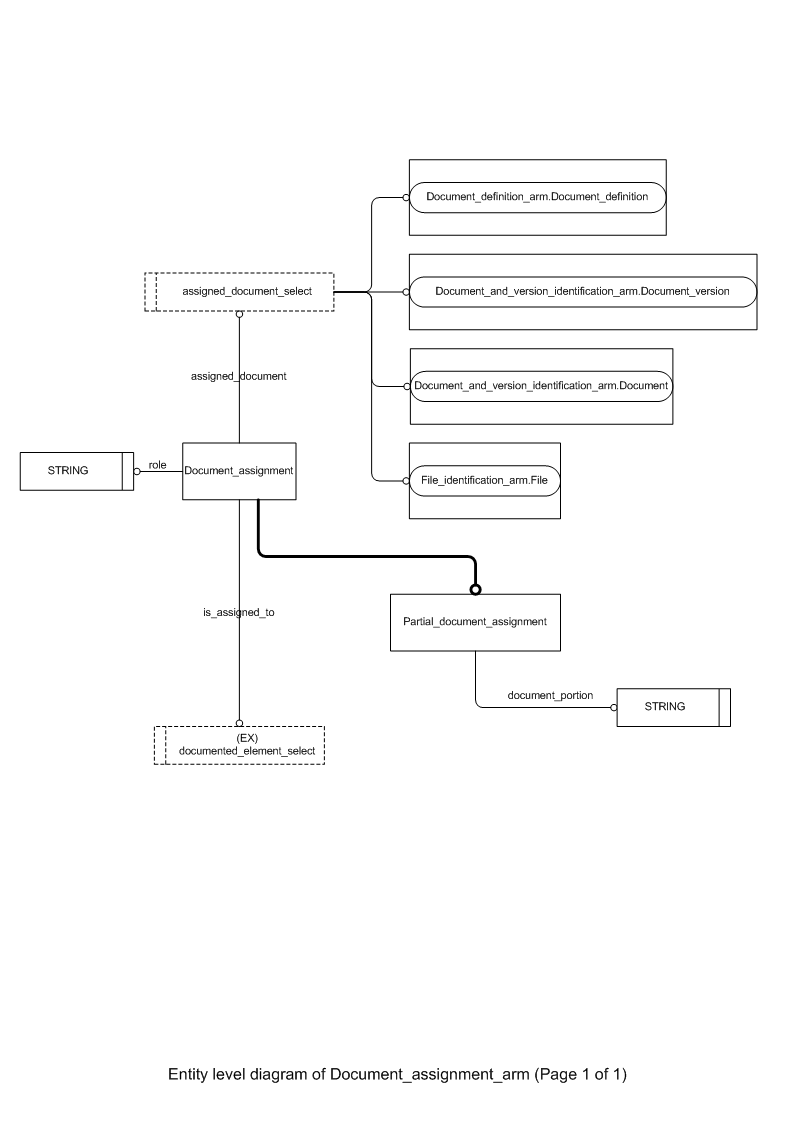 Document_definition_arm.Document_definition
assigned_document_select
Document_and_version_identification_arm.Document_version
assigned_document
Document_and_version_identification_arm.Document
STRING
role
Document_assignment
File_identification_arm.File
is_assigned_to
Partial_document_assignment
document_portion
STRING
(EX)
documented_element_select
Entity level diagram of Document_assignment_arm (Page 1 of 1)